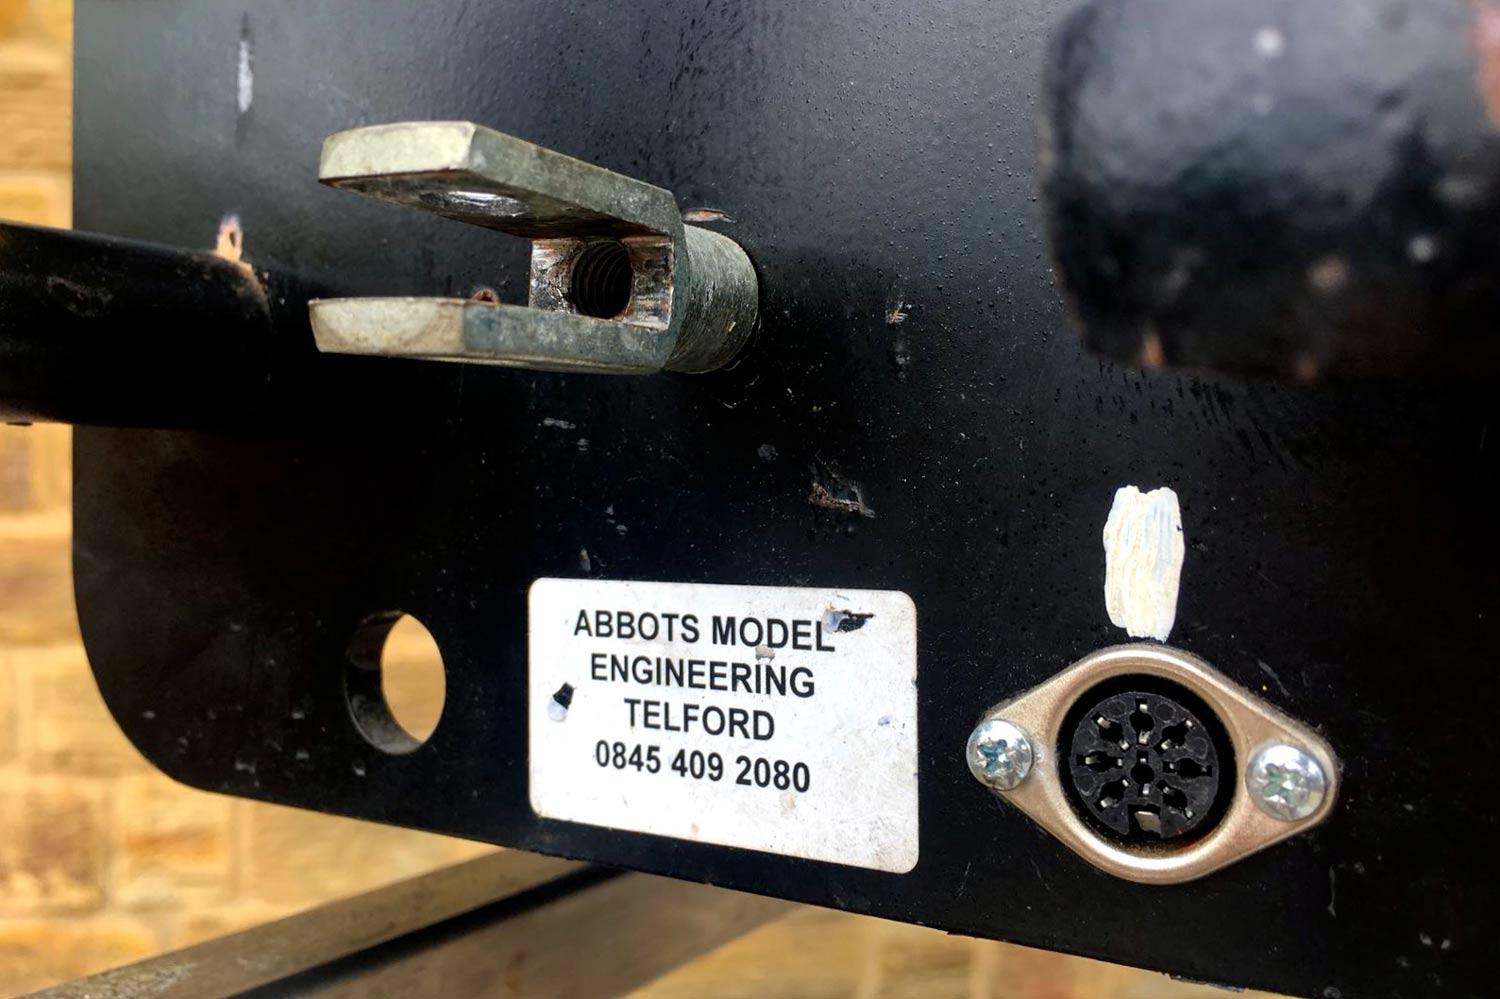 ABBOTS MODEL
ENGINEERING
TELFORD
0845 409 2080